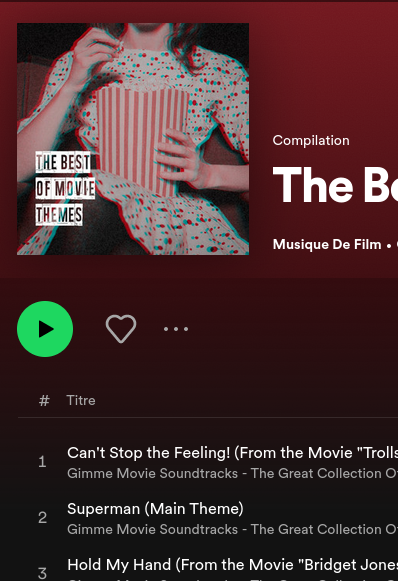 THE BEST
OF MOVIE
THEMES
Compilation
The Be
Musique De Film •
# Titre
1 Can't Stop the Feeling! (From the Movie "Trolls
Gimme Movie Soundtracks - The Great Collection O
2 Superman (Main Theme)
Gimme Movie Soundtracks - The Great Collection O
3 Hold My Hand (From the Movie "Bridget Jones